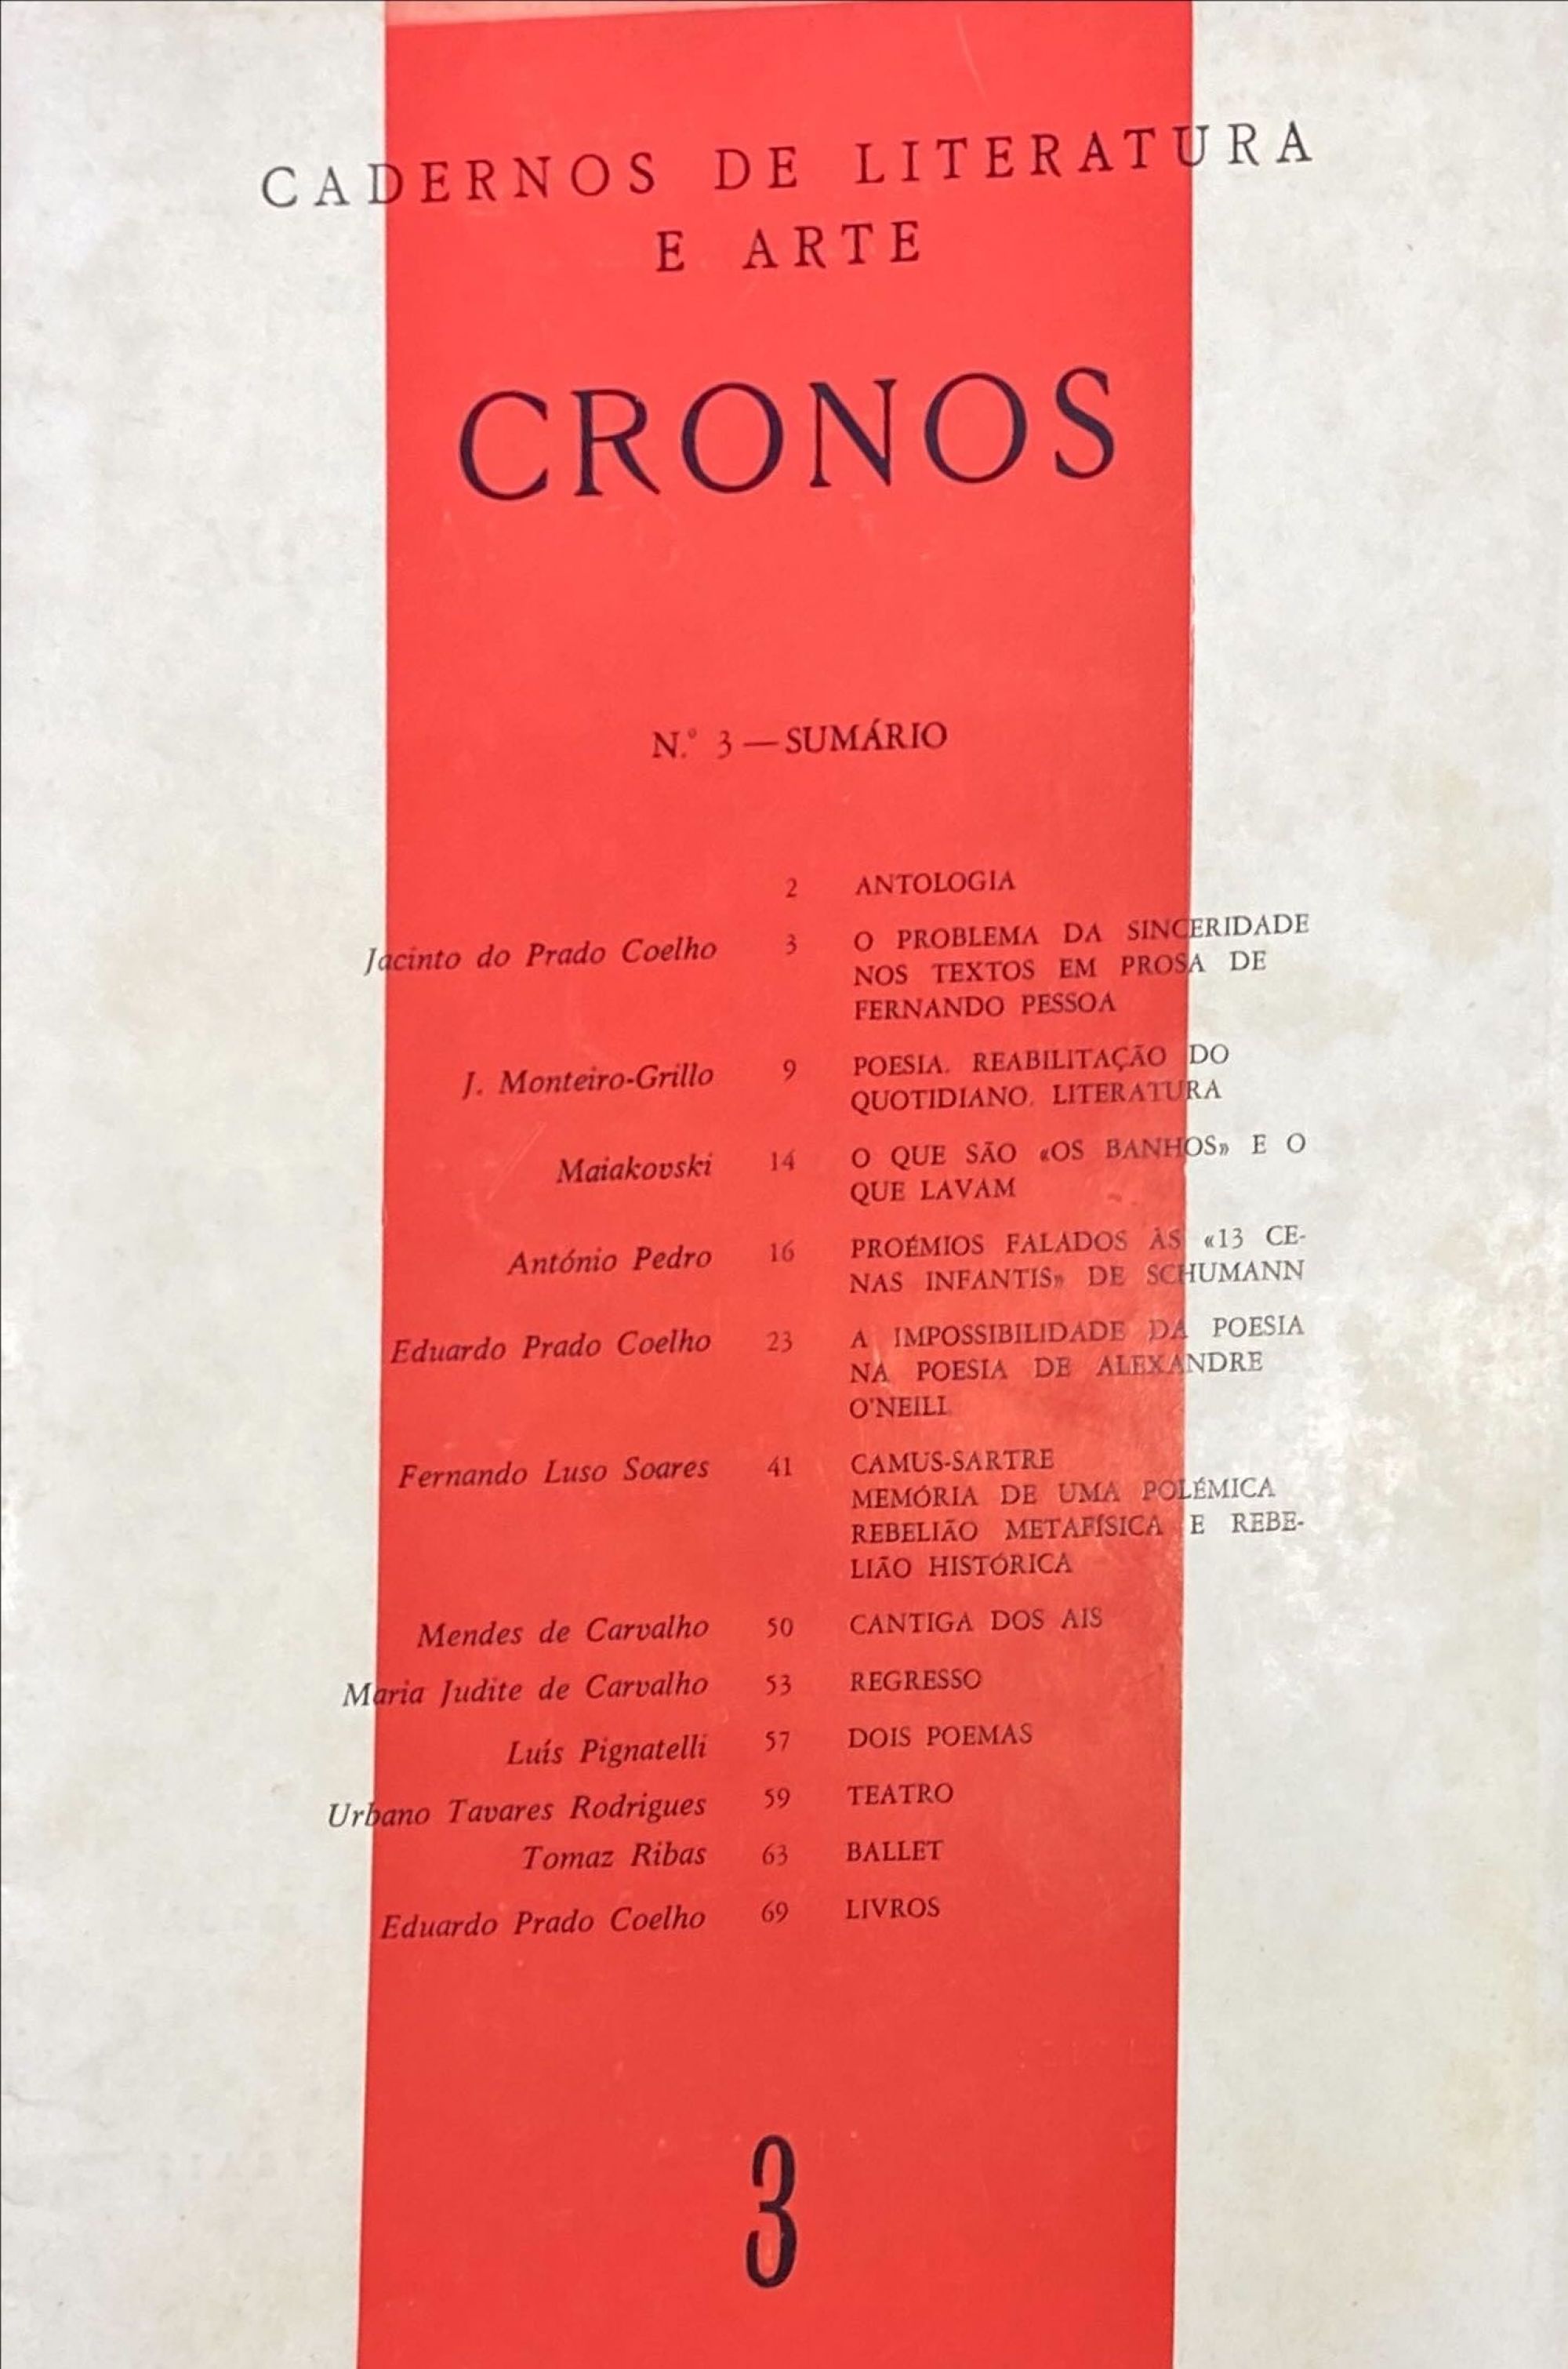 CADERNOS DE LITERATURA
E ARTE
CRONOS
N.º 3 — SUMÁRIO
2 ANTOLOGIA
Jacinto do Prado Coelho 3 O PROBLEMA DA SINCERIDADE
NOS TEXTOS EM PROSA DE
FERNANDO PESSOA
J. Monteiro-Grillo 9 POESIA. REABILITAÇÃO DO
QUOTIDIANO. LITERATURA
Maiakovski 14 O QUE SÃO «OS BANHOS» E O
QUE LAVAM
António Pedro 16 PROÉMIOS FALADOS ÀS «13 CE-
NAS INFANTIS» DE SCHUMANN
Eduardo Prado Coelho 23 A IMPOSSIBILIDADE DA POESIA
NA POESIA DE ALEXANDRE
O'NEILL
Fernando Luso Soares 41 CAMUS-SARTRE
MEMÓRIA DE UMA POLÉMICA
REBELIÃO METAFÍSICA E REBE-
LIÃO HISTÓRICA
Mendes de Carvalho 50 CANTIGA DOS AIS
Maria Judite de Carvalho 53 REGRESSO
Luís Pignatelli 57 DOIS POEMAS
Urbano Tavares Rodrigues 59 TEATRO
Tomaz Ribas 63 BALLET
Eduardo Prado Coelho 69 LIVROS
3